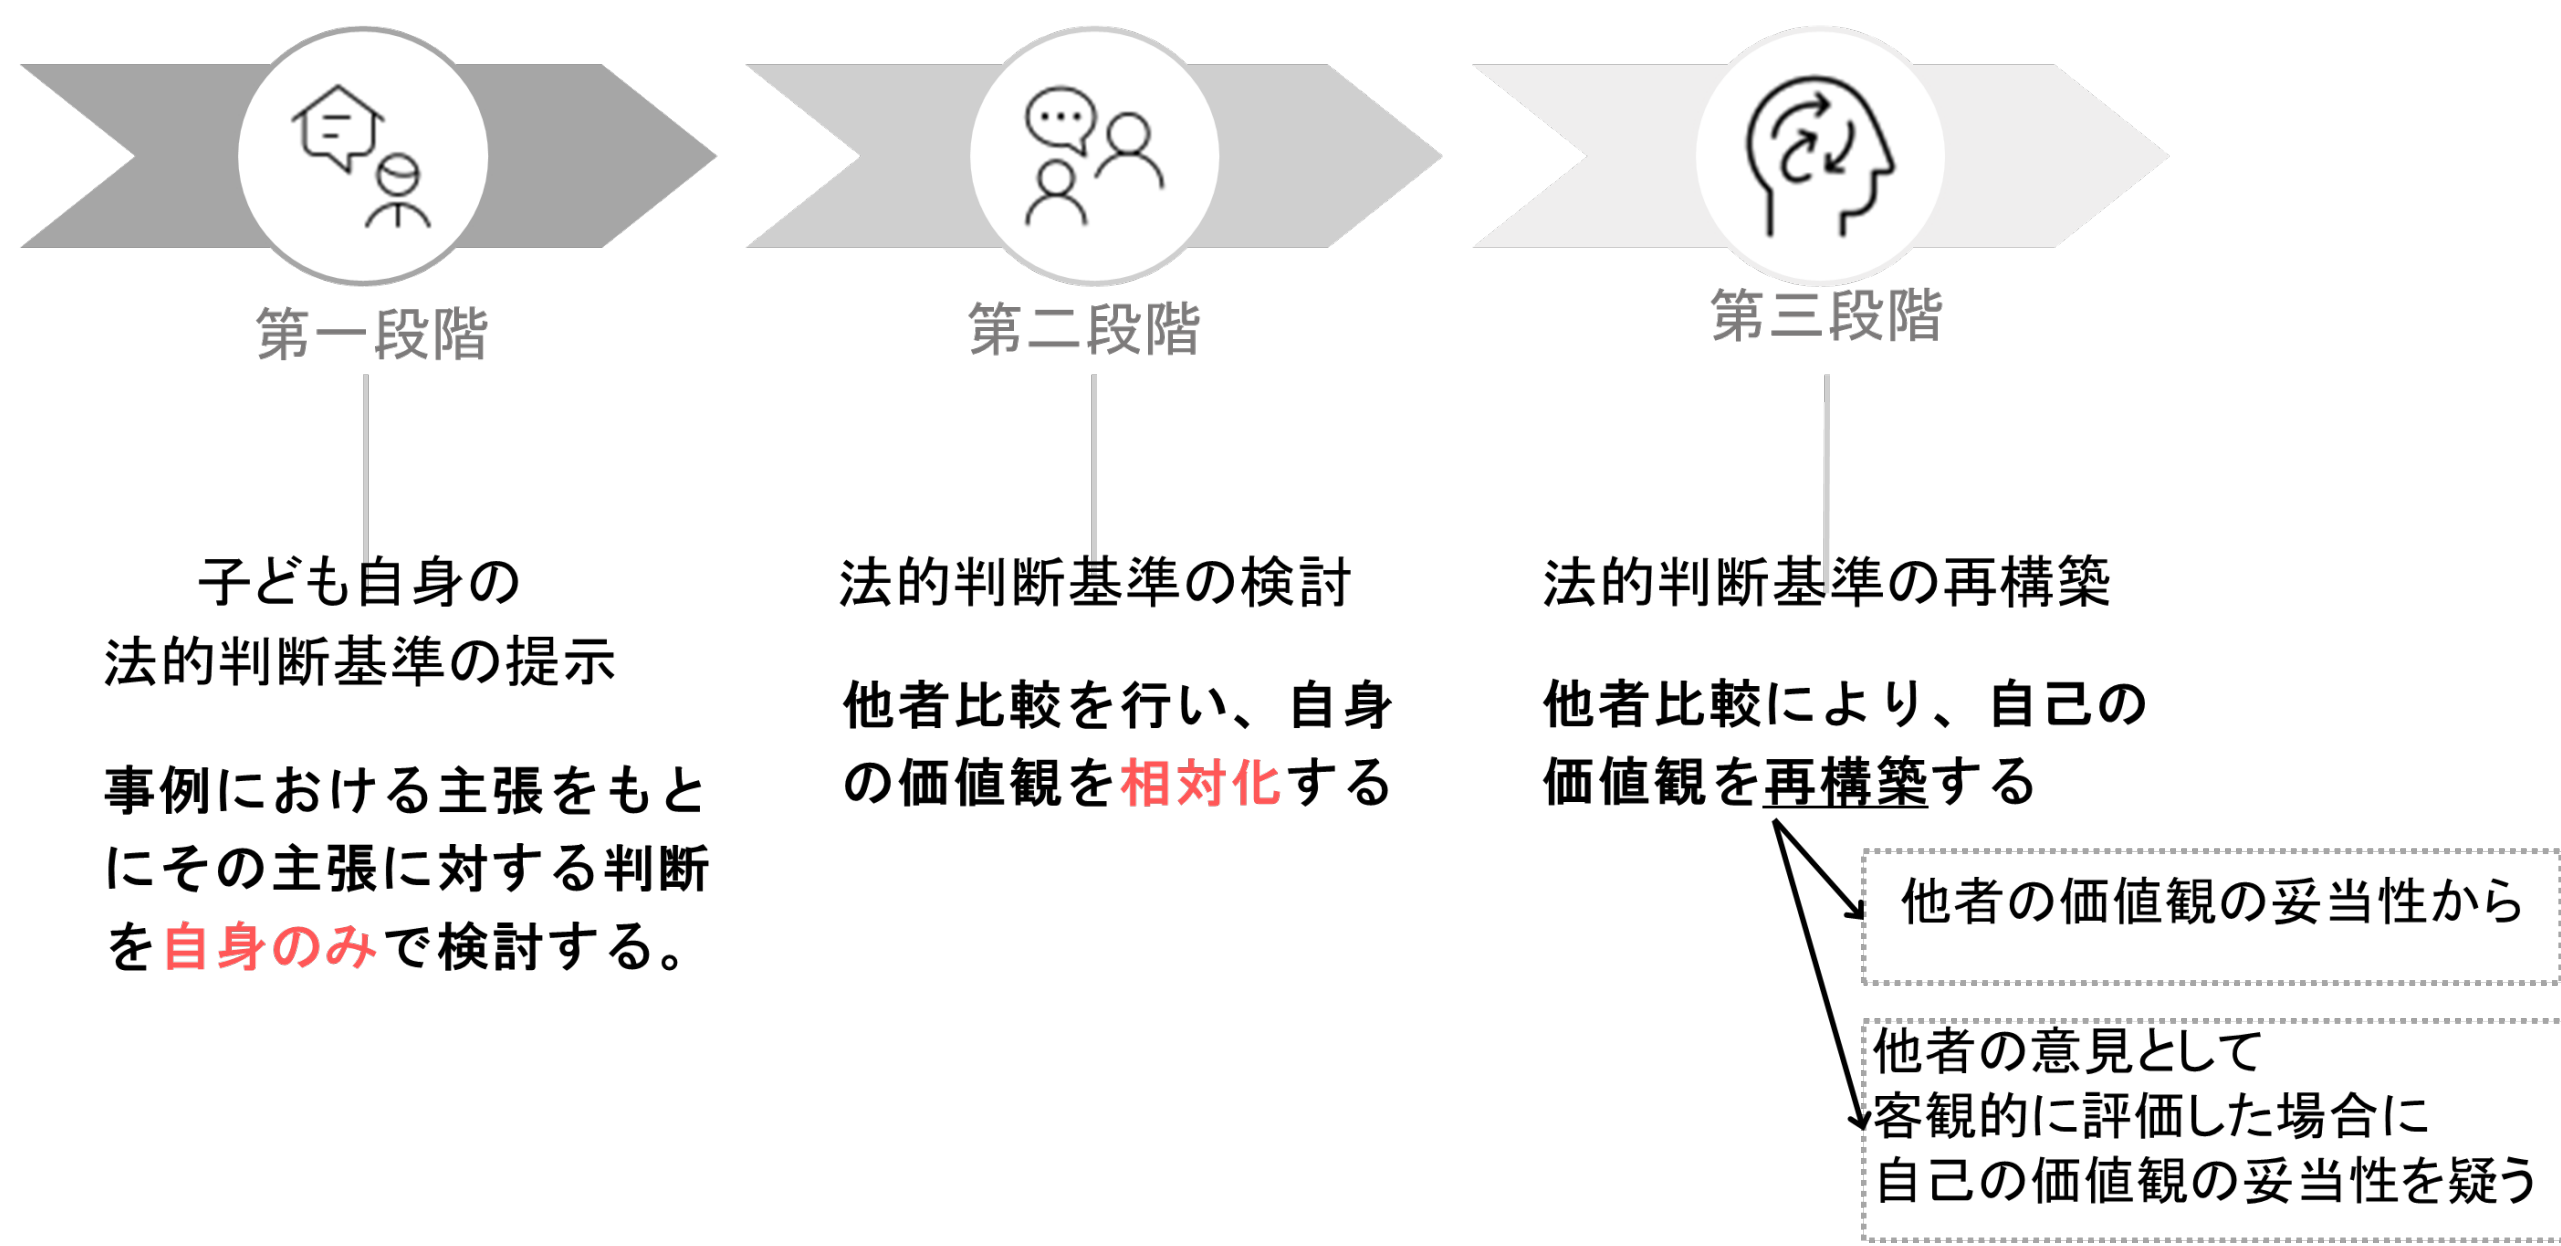 第一段階
子ども自身の
法的判断基準の提示
事例における主張をもと
にその主張に対する判断
を自身のみで検討する。
第二段階
法的判断基準の検討
他者比較を行い、自身
の価値観を相対化する
第三段階
法的判断基準の再構築
他者比較により、自己の
価値観を再構築する
他者の価値観の妥当性から
他者の意見として
客観的に評価した場合に
自己の価値観の妥当性を疑う